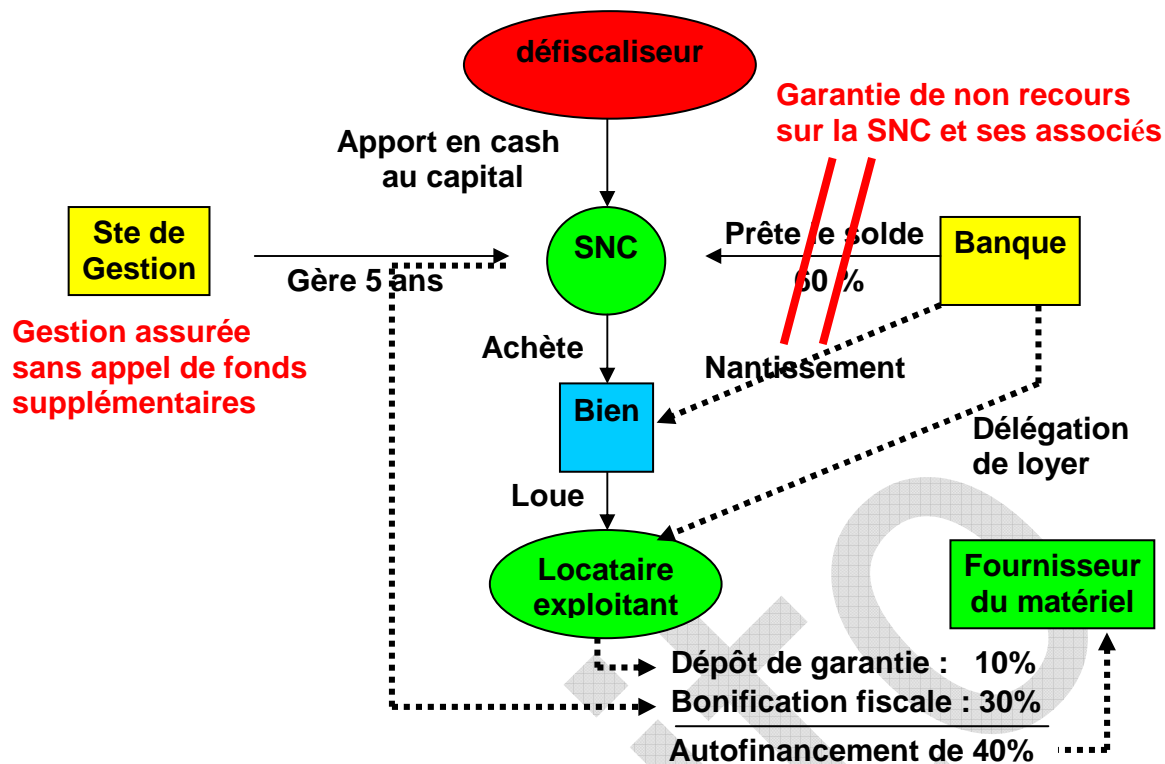 défiscaliseur
Garantie de non recours
sur la SNC et ses associés
Apport en cash
au capital
Ste de
Gestion
SNC
Prête le solde
Banque
Gère 5 ans
60 %
Gestion assurée
sans appel de fonds
supplémentaires
Achète
Nantissement
Bien
Délégation
de loyer
Loue
Locataire
exploitant
Fournisseur
du matériel
Dépôt de garantie : 10%
Bonification fiscale : 30%
Autofinancement de 40%